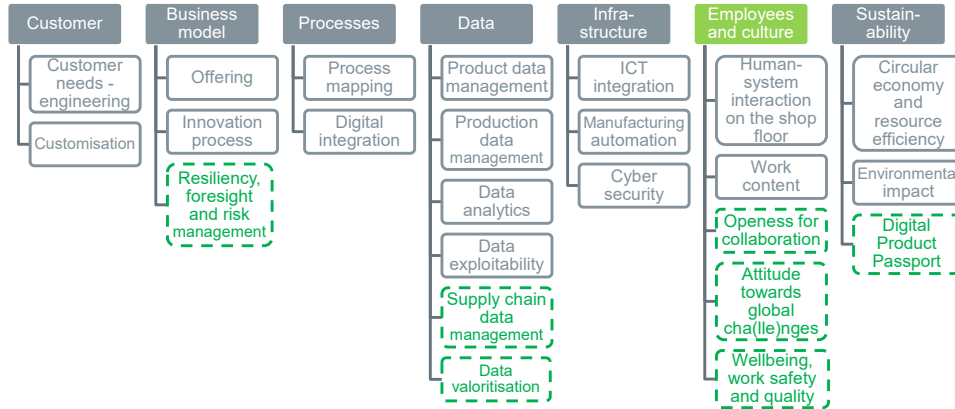 Customer
Customer
needs -
engineering
Customisation
Business
model
Offering
Innovation
process
Resiliency,
foresight
and risk
management
Processes
Process
mapping
Digital
integration
Data
Product data
management
Production
data
management
Data
analytics
Data
exploitability
Supply chain
data
management
Data
valoritisation
Infra-
structure
ICT
integration
Manufacturing
automation
Cyber
security
Employees
and culture
Human-
system
interaction
on the shop
floor
Work
content
Openess for
collaboration
Attitude
towards
global
cha(lle)nges
Wellbeing,
work safety
and quality
Sustain-
ability
Circular
economy
and
resource
efficiency
Environmental
impact
Digital
Product
Passport